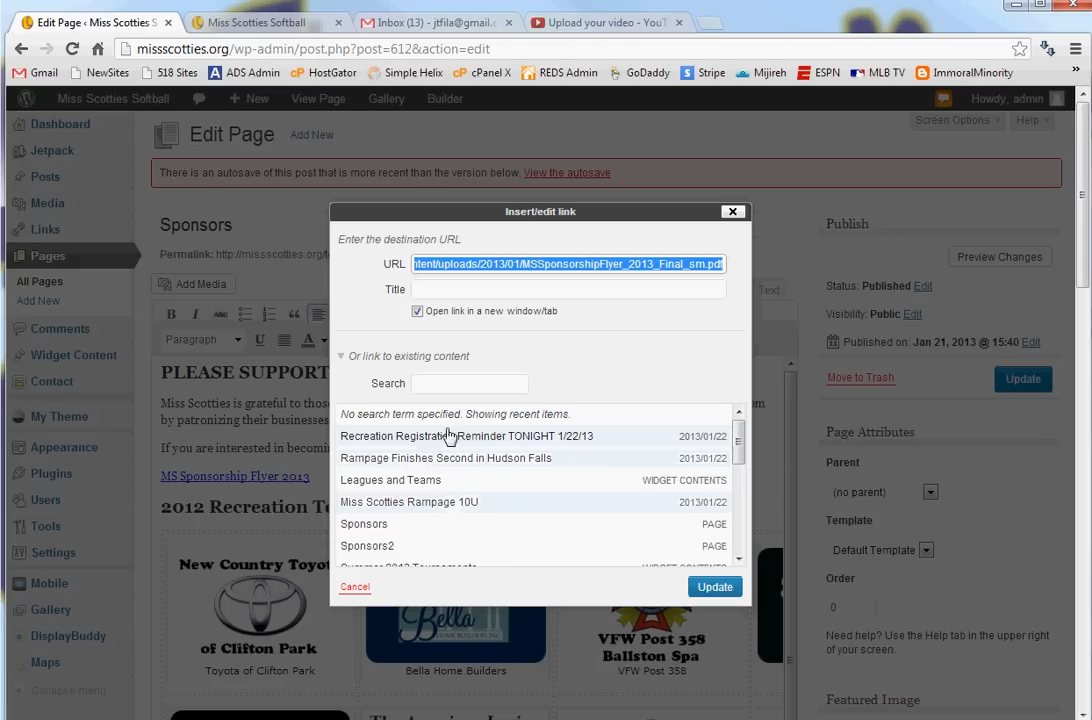 Edit Page ‹ Miss Scotties S
Miss Scotties Softball
Inbox (13) - jtfila@gmail.c
Upload your video - YouT
missscotties.org/wp-admin/post.php?post=612&action=edit
Gmail NewSites 518 Sites ADS Admin HostGator Simple Helix cPanel X REDS Admin GoDaddy Stripe Mijireh ESPN MLB TV ImmoralMinority
Miss Scotties Softball + New View Page Gallery Builder Howdy, admin
Dashboard
Jetpack
Posts
Media
Links
Pages
All Pages
Add New
Comments
Widget Content
Contact
My Theme
Appearance
Plugins
Users
Tools
Settings
Mobile
Gallery
DisplayBuddy
Maps
Collapse menu
Edit Page Add New
Screen Options Help
There is an autosave of this post that is more recent than the version below. View the autosave
Sponsors
Permalink: http://missscotties.org/
Add Media
Text
B I ABC
Paragraph U A
PLEASE SUPPORT
Miss Scotties is grateful to those
by patronizing their businesses
If you are interested in
MS Sponsorship Flyer 2013
2012 Recreation Te
New Country Toyo
of Clifton Park
Toyota of Clifton Park
Bella
HOME BUILDERS INC
Bella Home Builders
VFW Post 358
Ballston Spa
VFW Post 358
Insert/edit link
Enter the destination URL
URL ntent/uploads/2013/01/MSSponsorshipFlyer_2013_Final_sm.pdf
Title
Open link in a new window/tab
Or link to existing content
Search
No search term specified. Showing recent items.
Recreation Registration Reminder TONIGHT 1/22/13 2013/01/22
Rampage Finishes Second in Hudson Falls 2013/01/22
Leagues and Teams WIDGET CONTENTS
Miss Scotties Rampage 10U 2013/01/22
Sponsors PAGE
Sponsors2 PAGE
Summer 2013 Tournaments WIDGET CONTENTS
Cancel
Update
Publish
Preview Changes
Status: Published Edit
Visibility: Public Edit
Published on: Jan 21, 2013 @ 15:40 Edit
Move to Trash
Update
Page Attributes
Parent
(no parent)
Template
Default Template
Order
0
Need help? Use the Help tab in the upper right
of your screen.
Featured Image